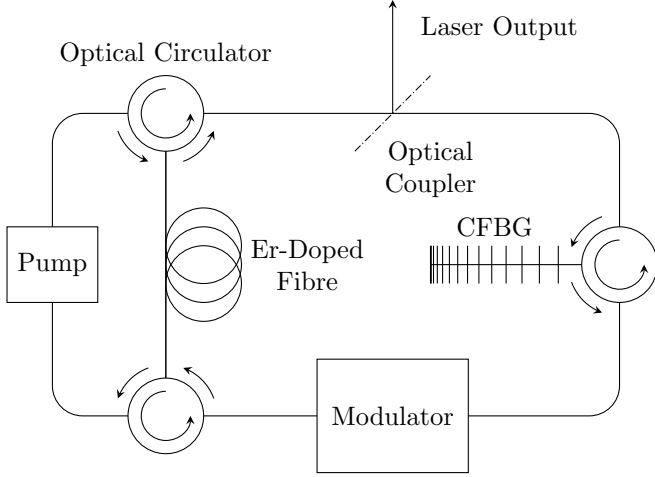 Laser Output
Optical Circulator
Optical
Coupler
CFBG
Er-Doped
Fibre
Pump
Modulator